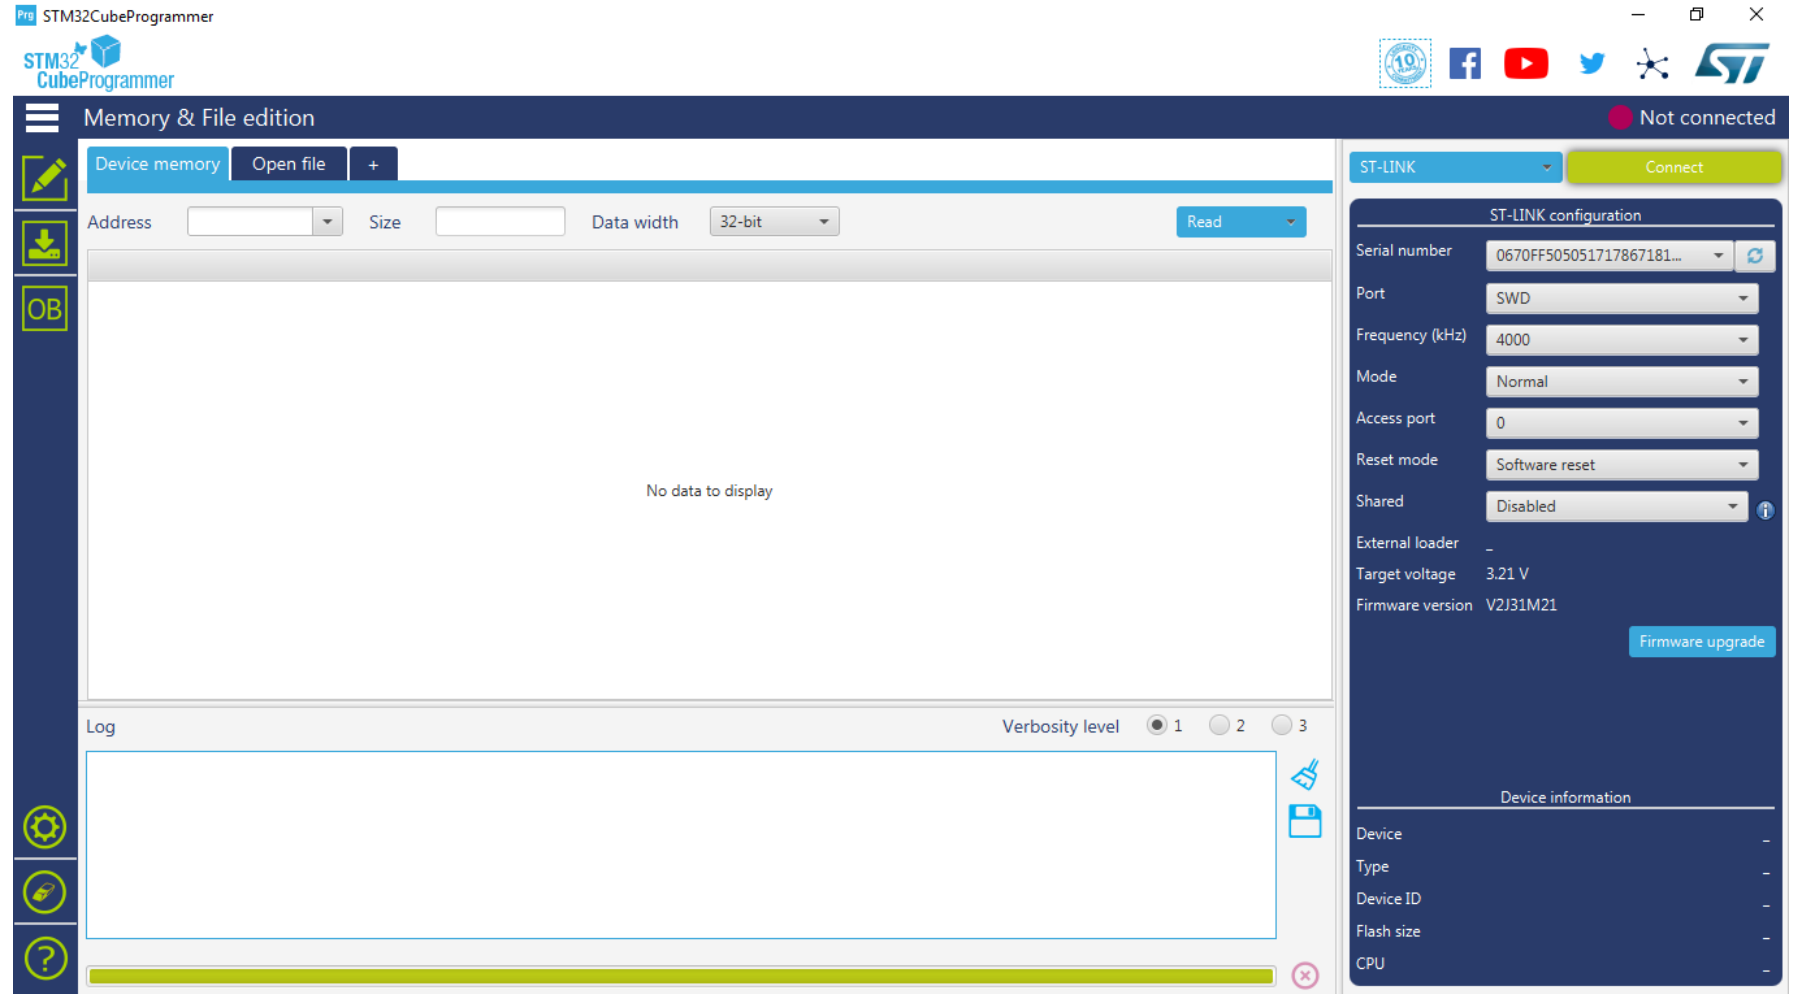 Prg STM32CubeProgrammer
STM32
CubeProgrammer
10
ST
Memory & File edition
Not connected
Device memory
Open file
+
ST-LINK
Connect
Address
Size
Data width
32-bit
Read
ST-LINK configuration
Serial number
0670FF505051717867181...
Port
SWD
Frequency (kHz)
4000
Mode
Normal
Access port
0
Reset mode
Software reset
Shared
Disabled
External loader
_
Target voltage
3.21 V
Firmware version
V2J31M21
Firmware upgrade
OB
No data to display
Log
Verbosity level
1
2
3
Device information
Device
_
Type
_
Device ID
_
Flash size
_
CPU
_